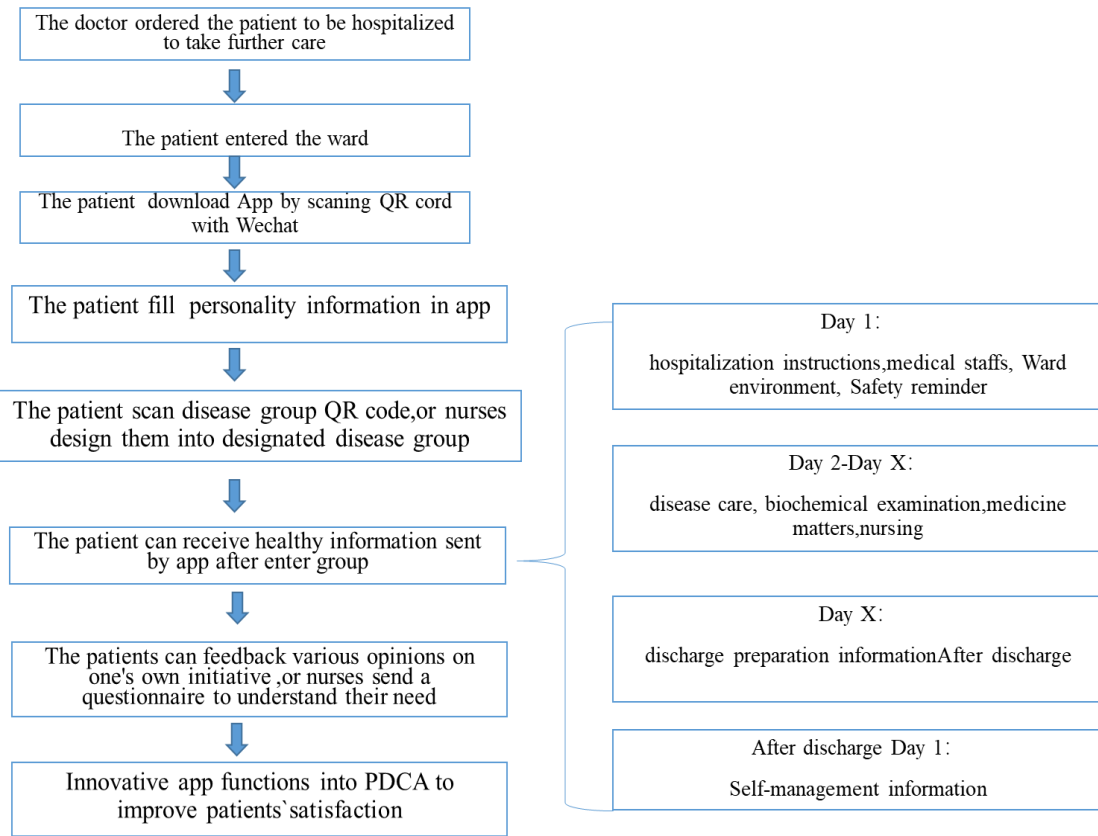 The doctor ordered the patient to be hospitalized
to take further care
The patient entered the ward
The patient download App by scaning QR cord
with Wechat
The patient fill personality information in app
The patient scan disease group QR code,or nurses
design them into designated disease group
The patient can receive healthy information sent
by app after enter group
The patients can feedback various opinions on
one's own initiative ,or nurses send a
questionnaire to understand their need
Innovative app functions into PDCA to
improve patients`satisfaction
Day 1:
hospitalization instructions,medical staffs, Ward
environment, Safety reminder
Day 2-Day X:
disease care, biochemical examination,medicine
matters,nursing
Day X:
discharge preparation informationAfter discharge
After discharge Day 1:
Self-management information